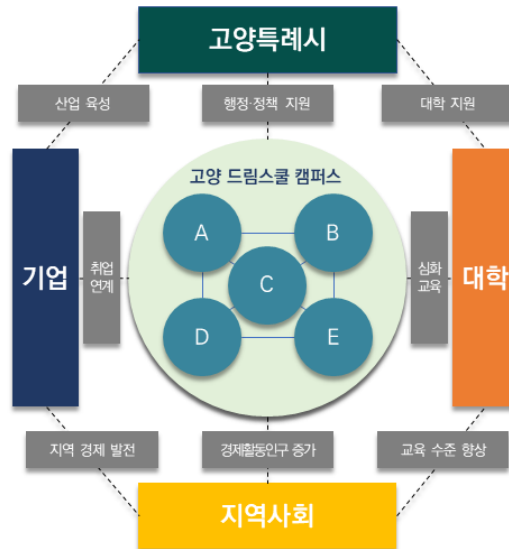 고양특례시
산업 육성
행정·정책 지원
대학 지원
고양 드림스쿨 캠퍼스
A
B
기업
취업
연계
C
심화
교육
대학
D
E
지역 경제 발전
경제활동인구 증가
교육 수준 향상
지역사회